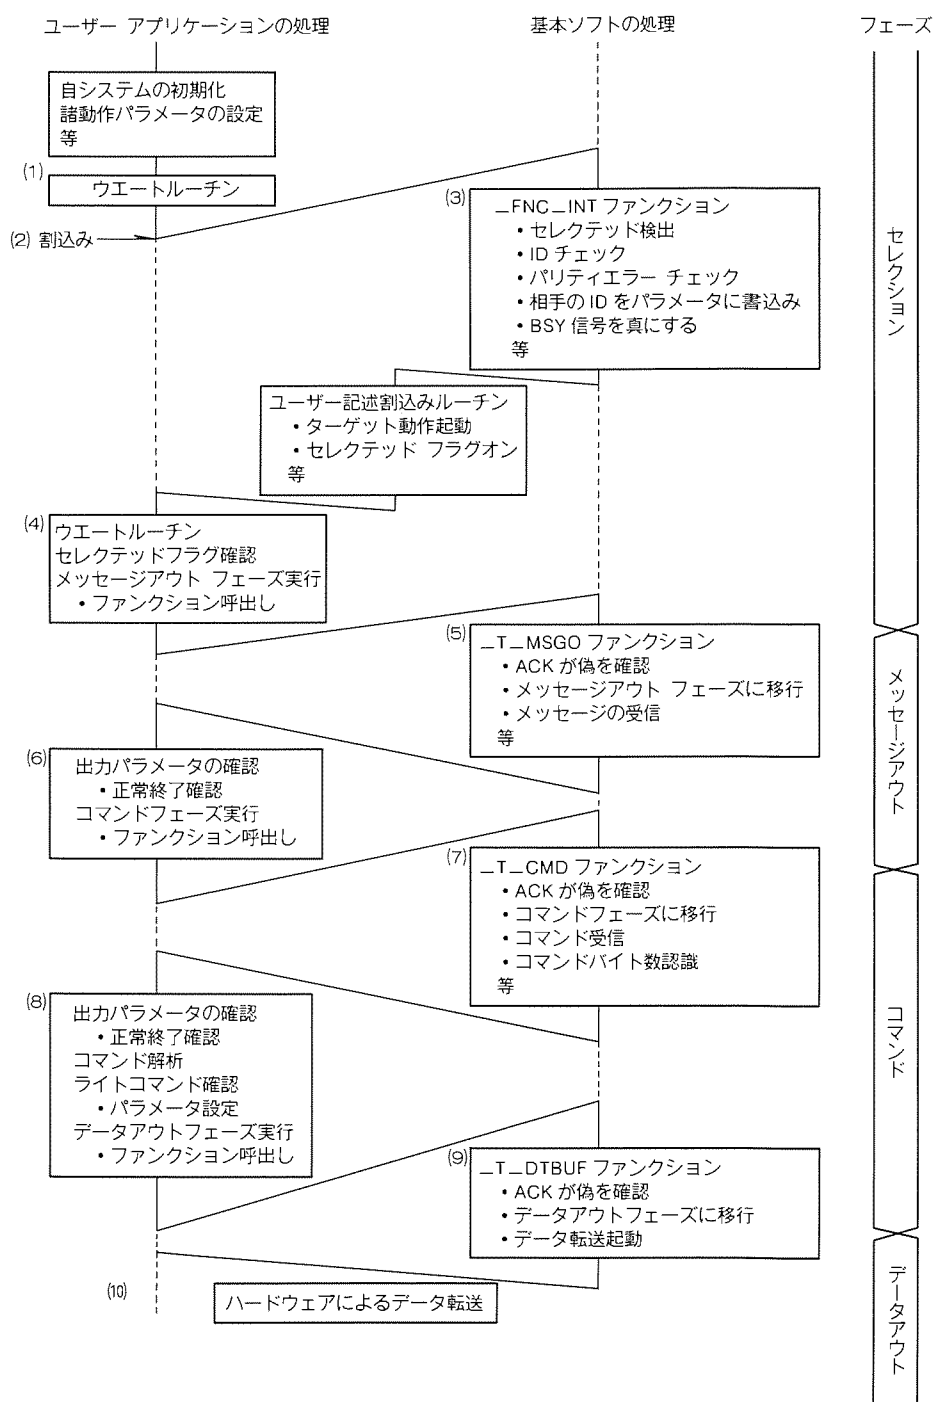 ユーザー アプリケーションの処理
基本ソフトの処理
フェーズ
自システムの初期化
諸動作パラメータの設定
等
(1)
ウエートルーチン
(2) 割込み
(3)
_FNC_INT ファンクション
・セレクテッド検出
・ID チェック
・パリティエラー チェック
・相手の ID をパラメータに書込み
・BSY 信号を真にする
等
セレクション
ユーザー記述割込みルーチン
・ターゲット動作起動
・セレクテッド フラグオン
等
(4)
ウエートルーチン
セレクテッドフラグ確認
メッセージアウト フェーズ実行
・ファンクション呼出し
(5)
_T_MSGO ファンクション
・ACK が偽を確認
・メッセージアウト フェーズに移行
・メッセージの受信
等
メッセージアウト
(6)
出力パラメータの確認
・正常終了確認
コマンドフェーズ実行
・ファンクション呼出し
(7)
_T_CMD ファンクション
・ACK が偽を確認
・コマンドフェーズに移行
・コマンド受信
・コマンドバイト数認識
等
コマンド
(8)
出力パラメータの確認
・正常終了確認
コマンド解析
ライトコマンド確認
・パラメータ設定
データアウトフェーズ実行
・ファンクション呼出し
(9)
_T_DTBUF ファンクション
・ACK が偽を確認
・データアウトフェーズに移行
・データ転送起動
データアウト
(10)
ハードウェアによるデータ転送